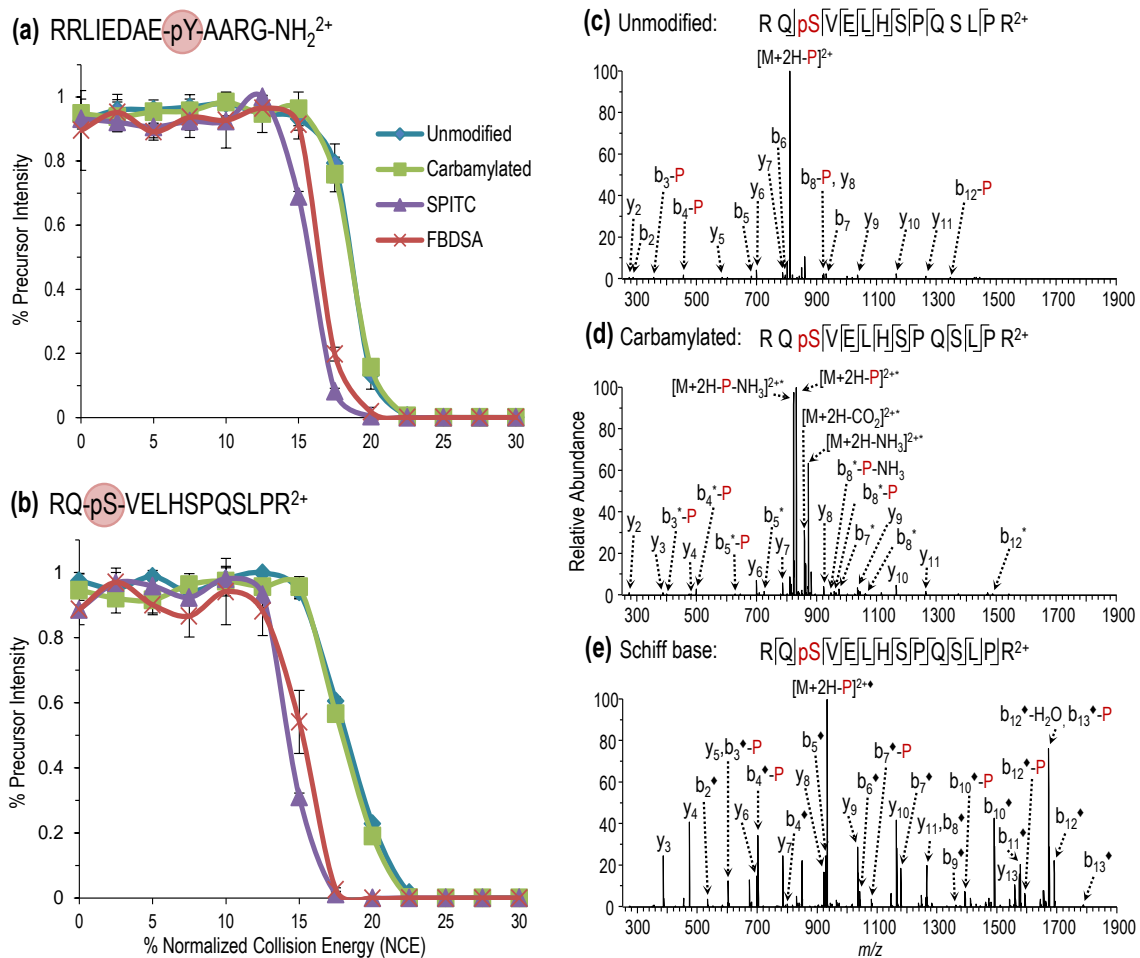 (a) RRLIEDAE-pY-AARG-NH₂²⁺
% Precursor Intensity
1
0.8
0.6
0.4
0.2
0
0 5 10 15 20 25 30
Unmodified
Carbamylated
SPITC
FBDSA
(b) RQ-pS-VELHSPQSLPR²⁺
% Precursor Intensity
1
0.8
0.6
0.4
0.2
0
0 5 10 15 20 25 30
% Normalized Collision Energy (NCE)
(c) Unmodified: R Q pS V E L H S P Q S L P R²⁺
[M+2H-P]²⁺
100
80
60
40
20
0
y₂
b₂
b₃-P
b₄-P
y₅
b₅
y₆
y₇
b₆
b₈-P, y₈
b₇
y₉
y₁₀
y₁₁
b₁₂-P
300 500 700 900 1100 1300 1500 1700 1900
(d) Carbamylated: R Q pS V E L H S P Q S L P R²⁺
Relative Abundance
100
80
60
40
20
0
[M+2H-P-NH₃]²⁺*
[M+2H-P]²⁺*
[M+2H-CO₂]²⁺*
[M+2H-NH₃]²⁺*
b₈*-P-NH₃
b₈*-P
y₂
y₃
b₃*-P
y₄
b₄*-P
b₅*-P
y₆
b₅*
y₇
y₈
b₇*
y₉
b₈*
y₁₀
y₁₁
b₁₂*
300 500 700 900 1100 1300 1500 1700 1900
(e) Schiff base: R Q pS V E L H S P Q S L P R²⁺
[M+2H-P]²⁺♦
100
80
60
40
20
0
y₃
y₄
b₂♦
y₅, b₃♦-P
y₆
b₄♦-P
y₇
b₄♦
y₈
b₅♦
y₉
b₆♦
b₇♦-P
y₁₀
b₇♦
y₁₁, b₈♦
b₉♦
b₁₀♦-P
b₁₀♦
y₁₃
b₁₁♦
b₁₂♦-P
b₁₂♦-H₂O, b₁₃♦-P
b₁₂♦
b₁₃♦
300 500 700 900 1100 1300 1500 1700 1900
m/z